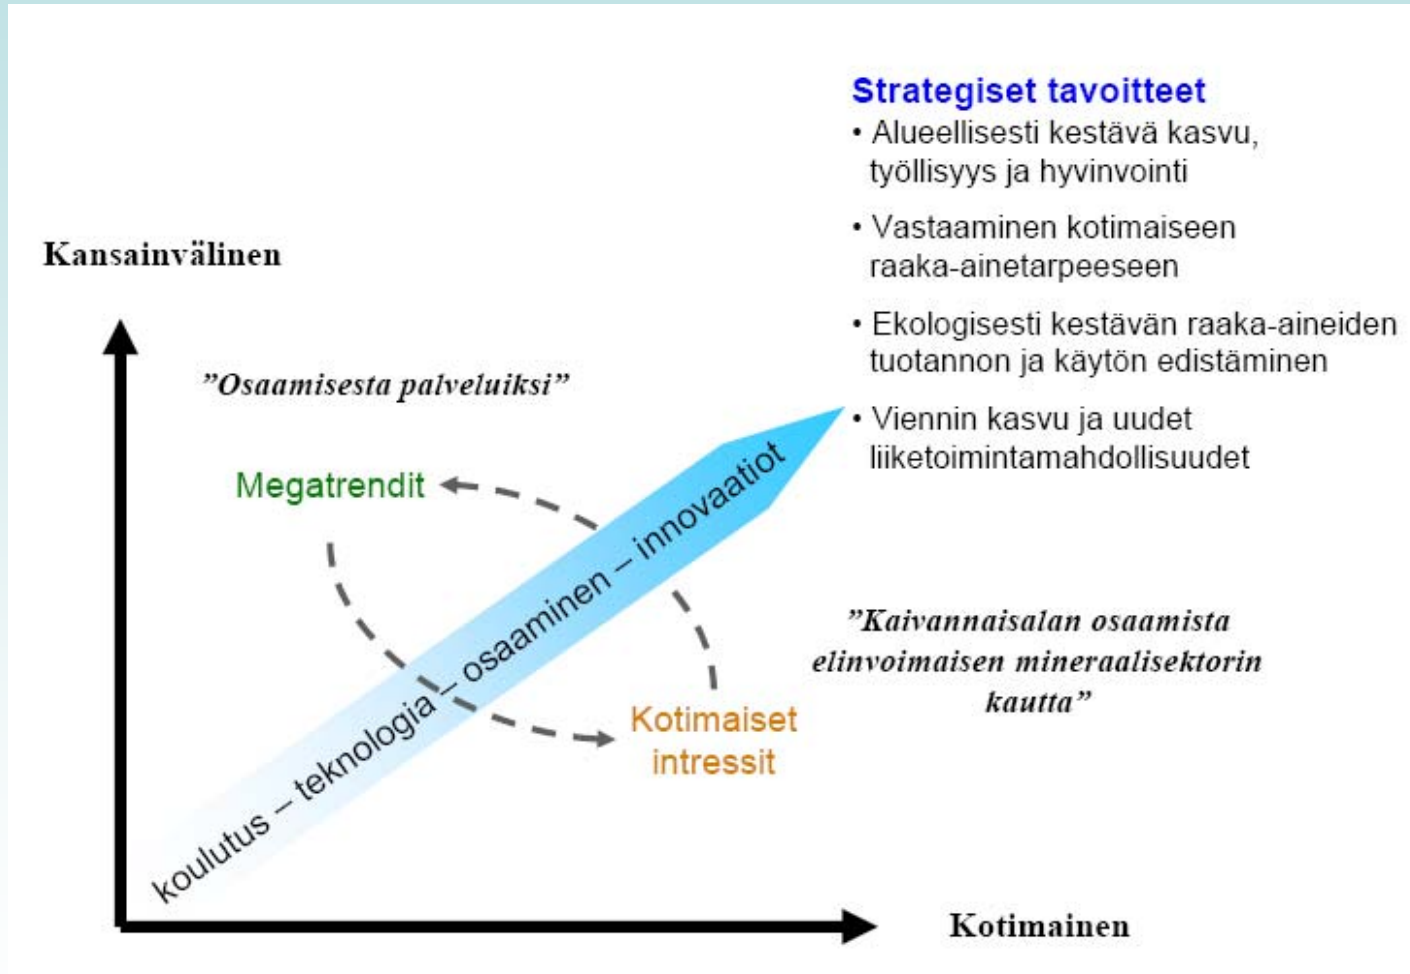 Strategiset tavoitteet
• Alueellisesti kestävä kasvu,
työllisyys ja hyvinvointi
• Vastaaminen kotimaiseen
raaka-ainetarpeeseen
• Ekologisesti kestävän raaka-aineiden
tuotannon ja käytön edistäminen
• Viennin kasvu ja uudet
liiketoimintamahdollisuudet
Kansainvälinen
”Osaamisesta palveluiksi”
Megatrendit
koulutus – teknologia – osaaminen – innovaatiot
”Kaivannaisalan osaamista
elinvoimaisen mineraalisektorin
kautta”
Kotimaiset
intressit
Kotimainen